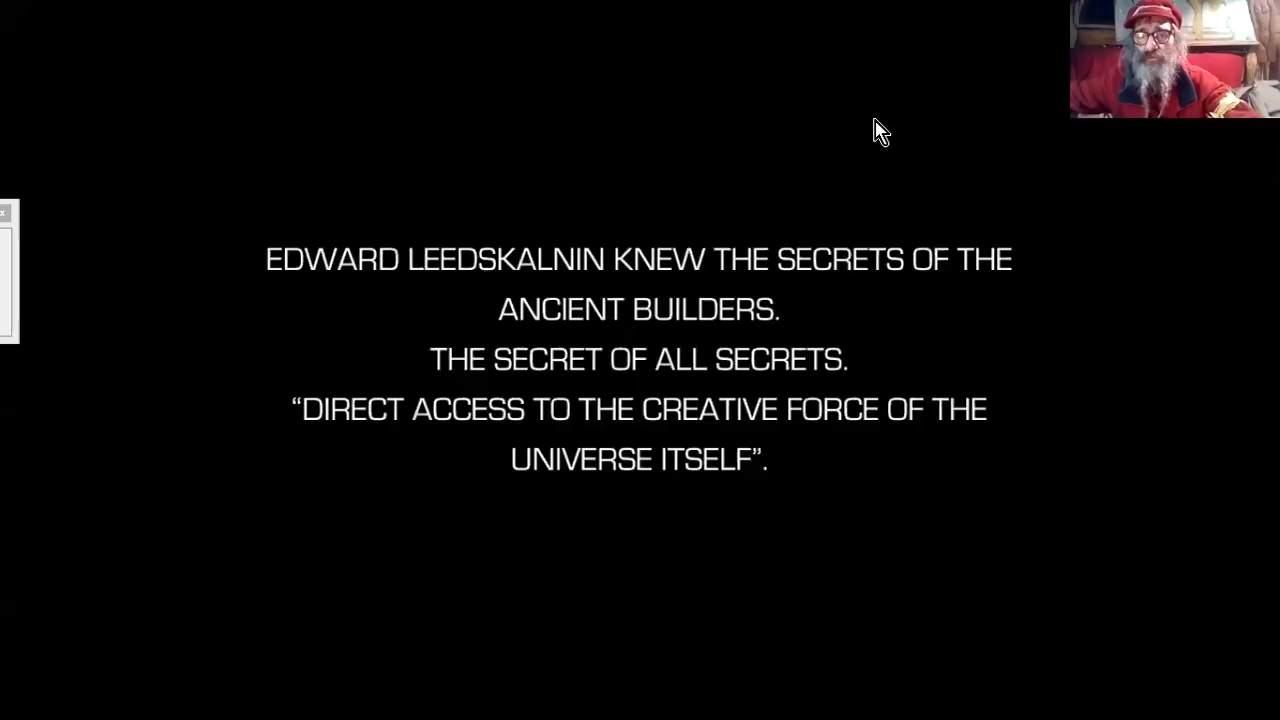 EDWARD LEEDSKALNIN KNEW THE SECRETS OF THE
ANCIENT BUILDERS.
THE SECRET OF ALL SECRETS.
“DIRECT ACCESS TO THE CREATIVE FORCE OF THE
UNIVERSE ITSELF”.